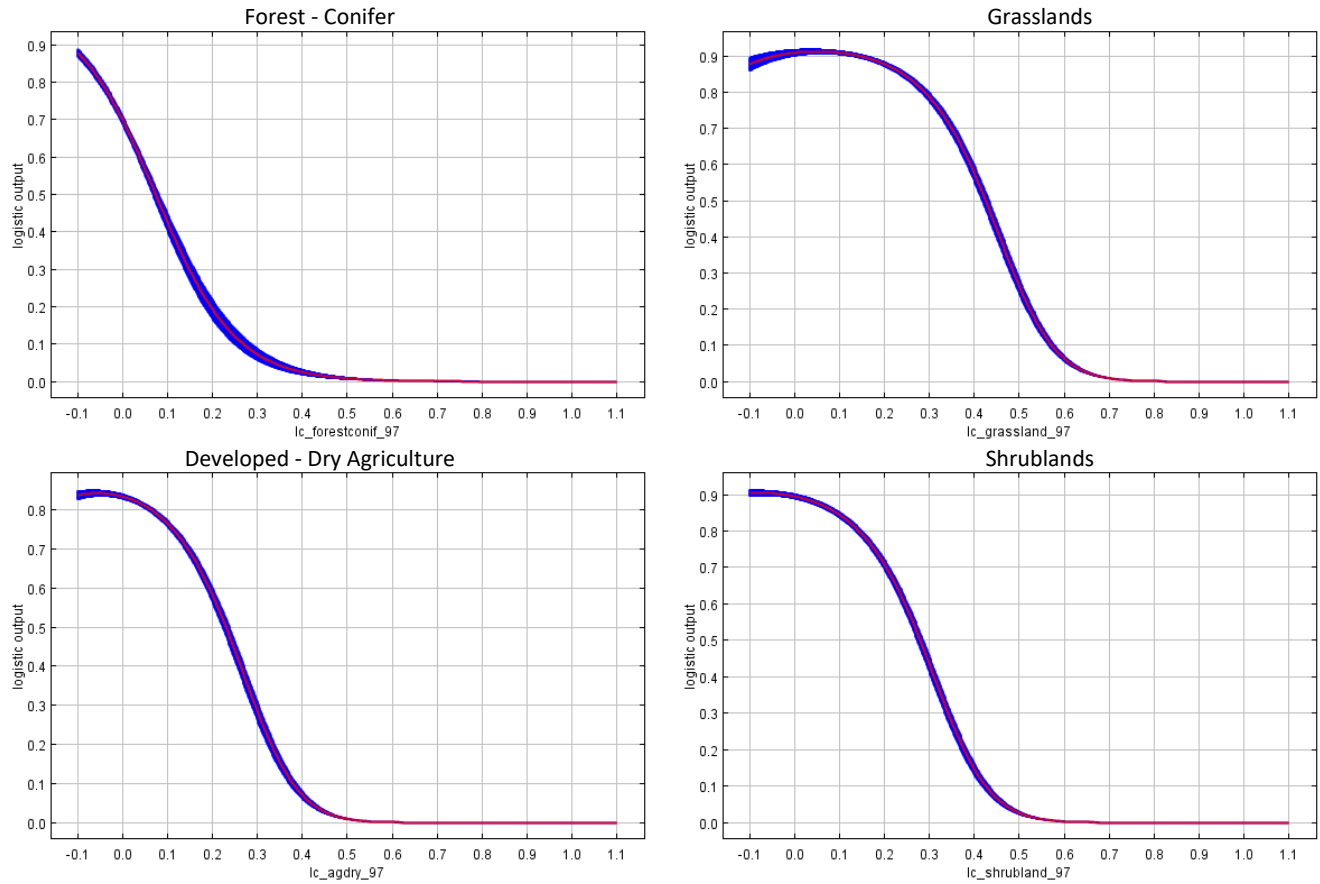 Forest - Conifer
0.9
0.8
0.7
0.6
0.5
0.4
0.3
0.2
0.1
0.0
logistic output
-0.1 0.0 0.1 0.2 0.3 0.4 0.5 0.6 0.7 0.8 0.9 1.0 1.1
lc_forestconif_97
Grasslands
0.9
0.8
0.7
0.6
0.5
0.4
0.3
0.2
0.1
0.0
logistic output
-0.1 0.0 0.1 0.2 0.3 0.4 0.5 0.6 0.7 0.8 0.9 1.0 1.1
lc_grassland_97
Developed - Dry Agriculture
0.8
0.7
0.6
0.5
0.4
0.3
0.2
0.1
0.0
logistic output
-0.1 0.0 0.1 0.2 0.3 0.4 0.5 0.6 0.7 0.8 0.9 1.0 1.1
lc_agdry_97
Shrublands
0.9
0.8
0.7
0.6
0.5
0.4
0.3
0.2
0.1
0.0
logistic output
-0.1 0.0 0.1 0.2 0.3 0.4 0.5 0.6 0.7 0.8 0.9 1.0 1.1
lc_shrubland_97